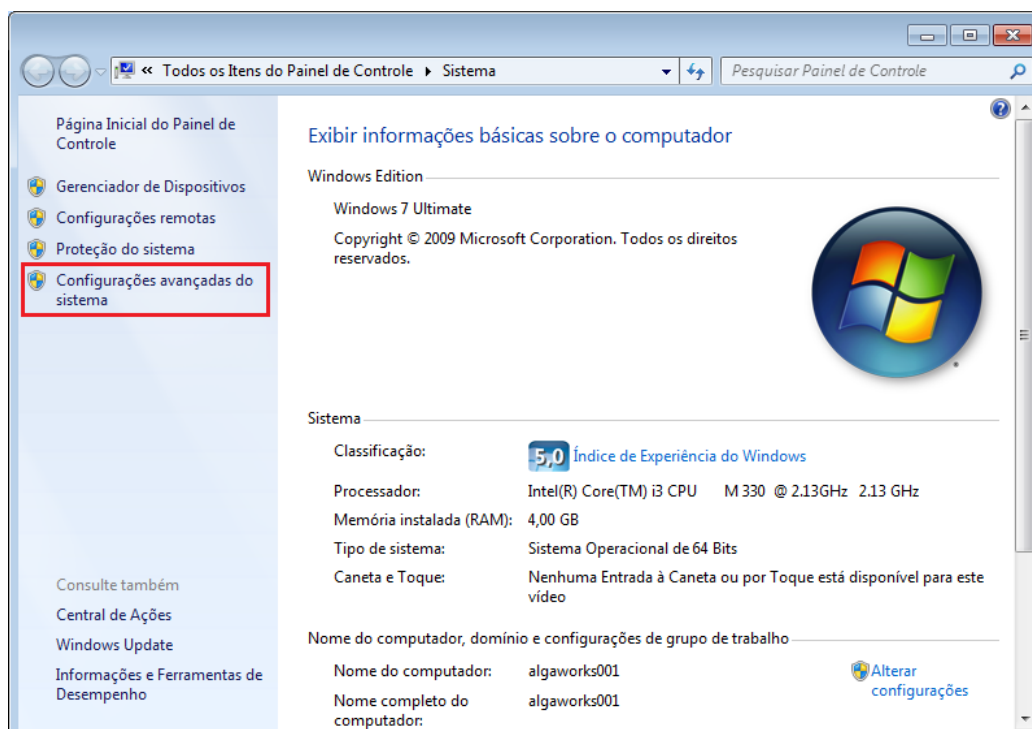 « Todos os Itens do Painel de Controle Sistema
Pesquisar Painel de Controle
Página Inicial do Painel de
Controle
Gerenciador de Dispositivos
Configurações remotas
Proteção do sistema
Configurações avançadas do
sistema
Consulte também
Central de Ações
Windows Update
Informações e Ferramentas de
Desempenho
Exibir informações básicas sobre o computador
Windows Edition
Windows 7 Ultimate
Copyright © 2009 Microsoft Corporation. Todos os direitos
reservados.
Sistema
Classificação: 5,0 Índice de Experiência do Windows
Processador: Intel(R) Core(TM) i3 CPU M 330 @ 2.13GHz 2.13 GHz
Memória instalada (RAM): 4,00 GB
Tipo de sistema: Sistema Operacional de 64 Bits
Caneta e Toque: Nenhuma Entrada à Caneta ou por Toque está disponível para este
vídeo
Nome do computador, domínio e configurações de grupo de trabalho
Nome do computador: algaworks001 Alterar
configurações
Nome completo do algaworks001
computador: